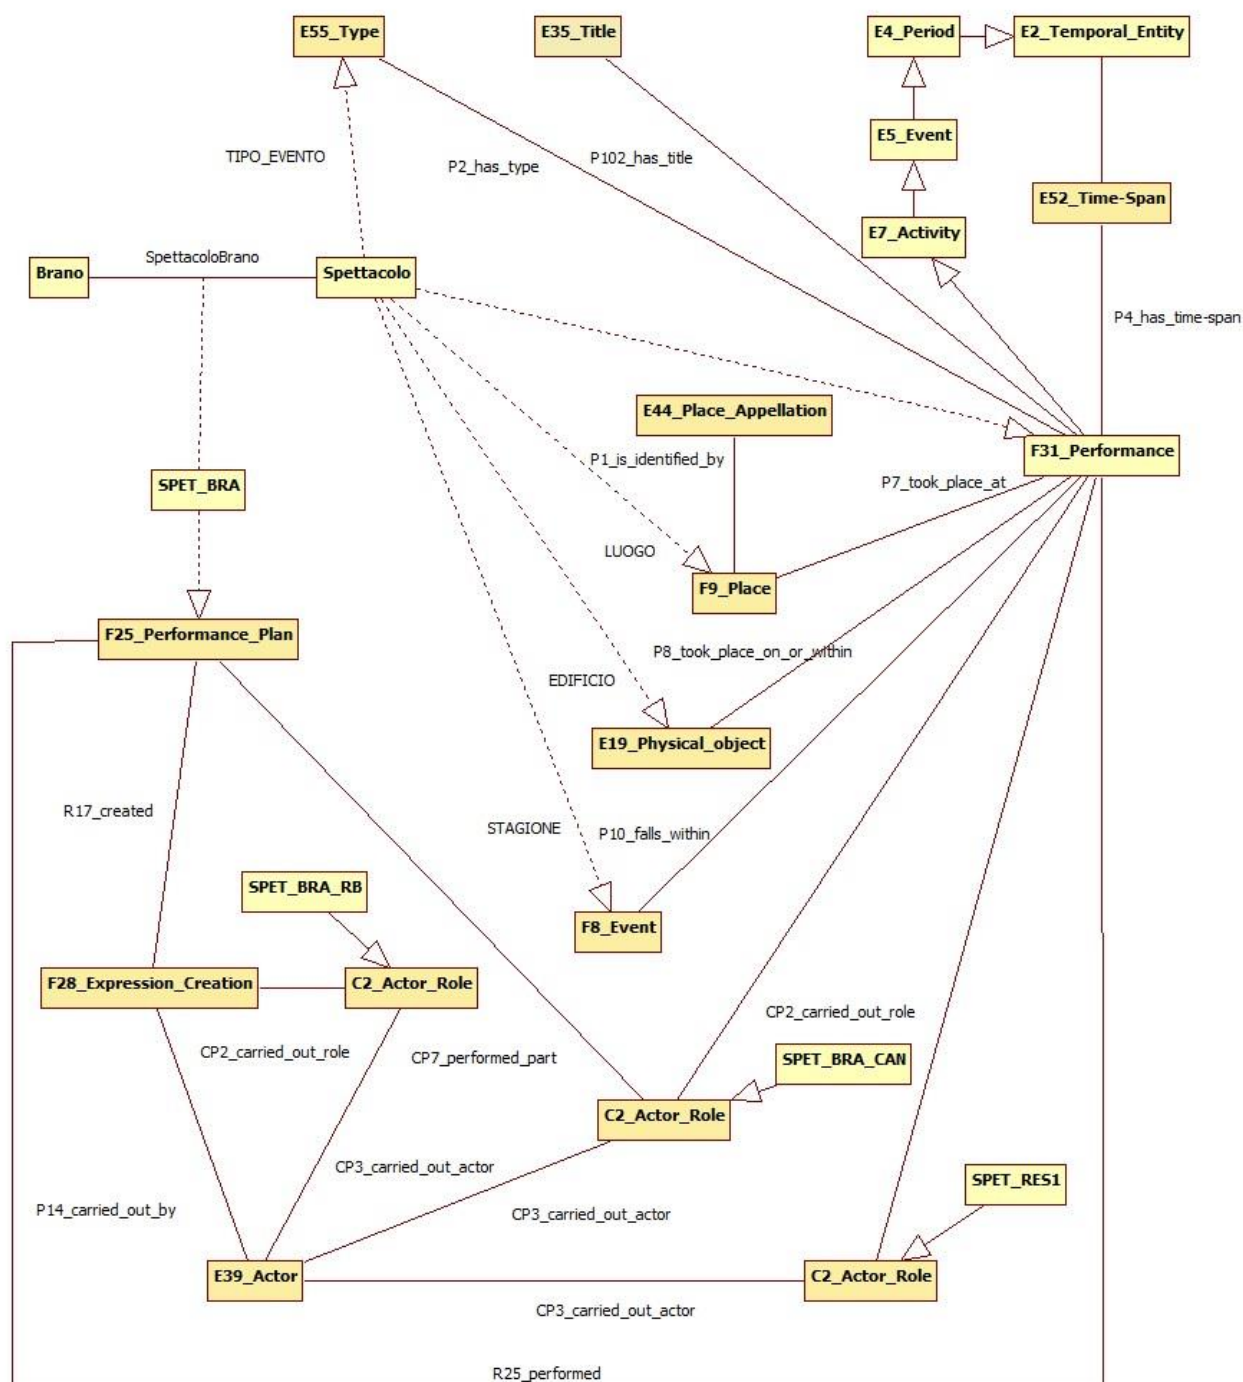 E55_Type
E35_Title
E4_Period
E2_Temporal_Entity
E5_Event
TIPO_EVENTO
P2_has_type
P102_has_title
E52_Time-Span
E7_Activity
SpettacoloBrano
Brano
Spettacolo
P4_has_time-span
E44_Place_Appellation
F31_Performance
P1_is_identified_by
SPET_BRA
P7_took_place_at
LUOGO
F9_Place
F25_Performance_Plan
P8_took_place_on_or_within
EDIFICIO
E19_Physical_object
R17_created
STAGIONE
P10_falls_within
SPET_BRA_RB
F8_Event
F28_Expression_Creation
C2_Actor_Role
CP2_carried_out_role
CP2_carried_out_role
CP7_performed_part
SPET_BRA_CAN
C2_Actor_Role
CP3_carried_out_actor
SPET_RES1
P14_carried_out_by
CP3_carried_out_actor
E39_Actor
C2_Actor_Role
CP3_carried_out_actor
R25_performed